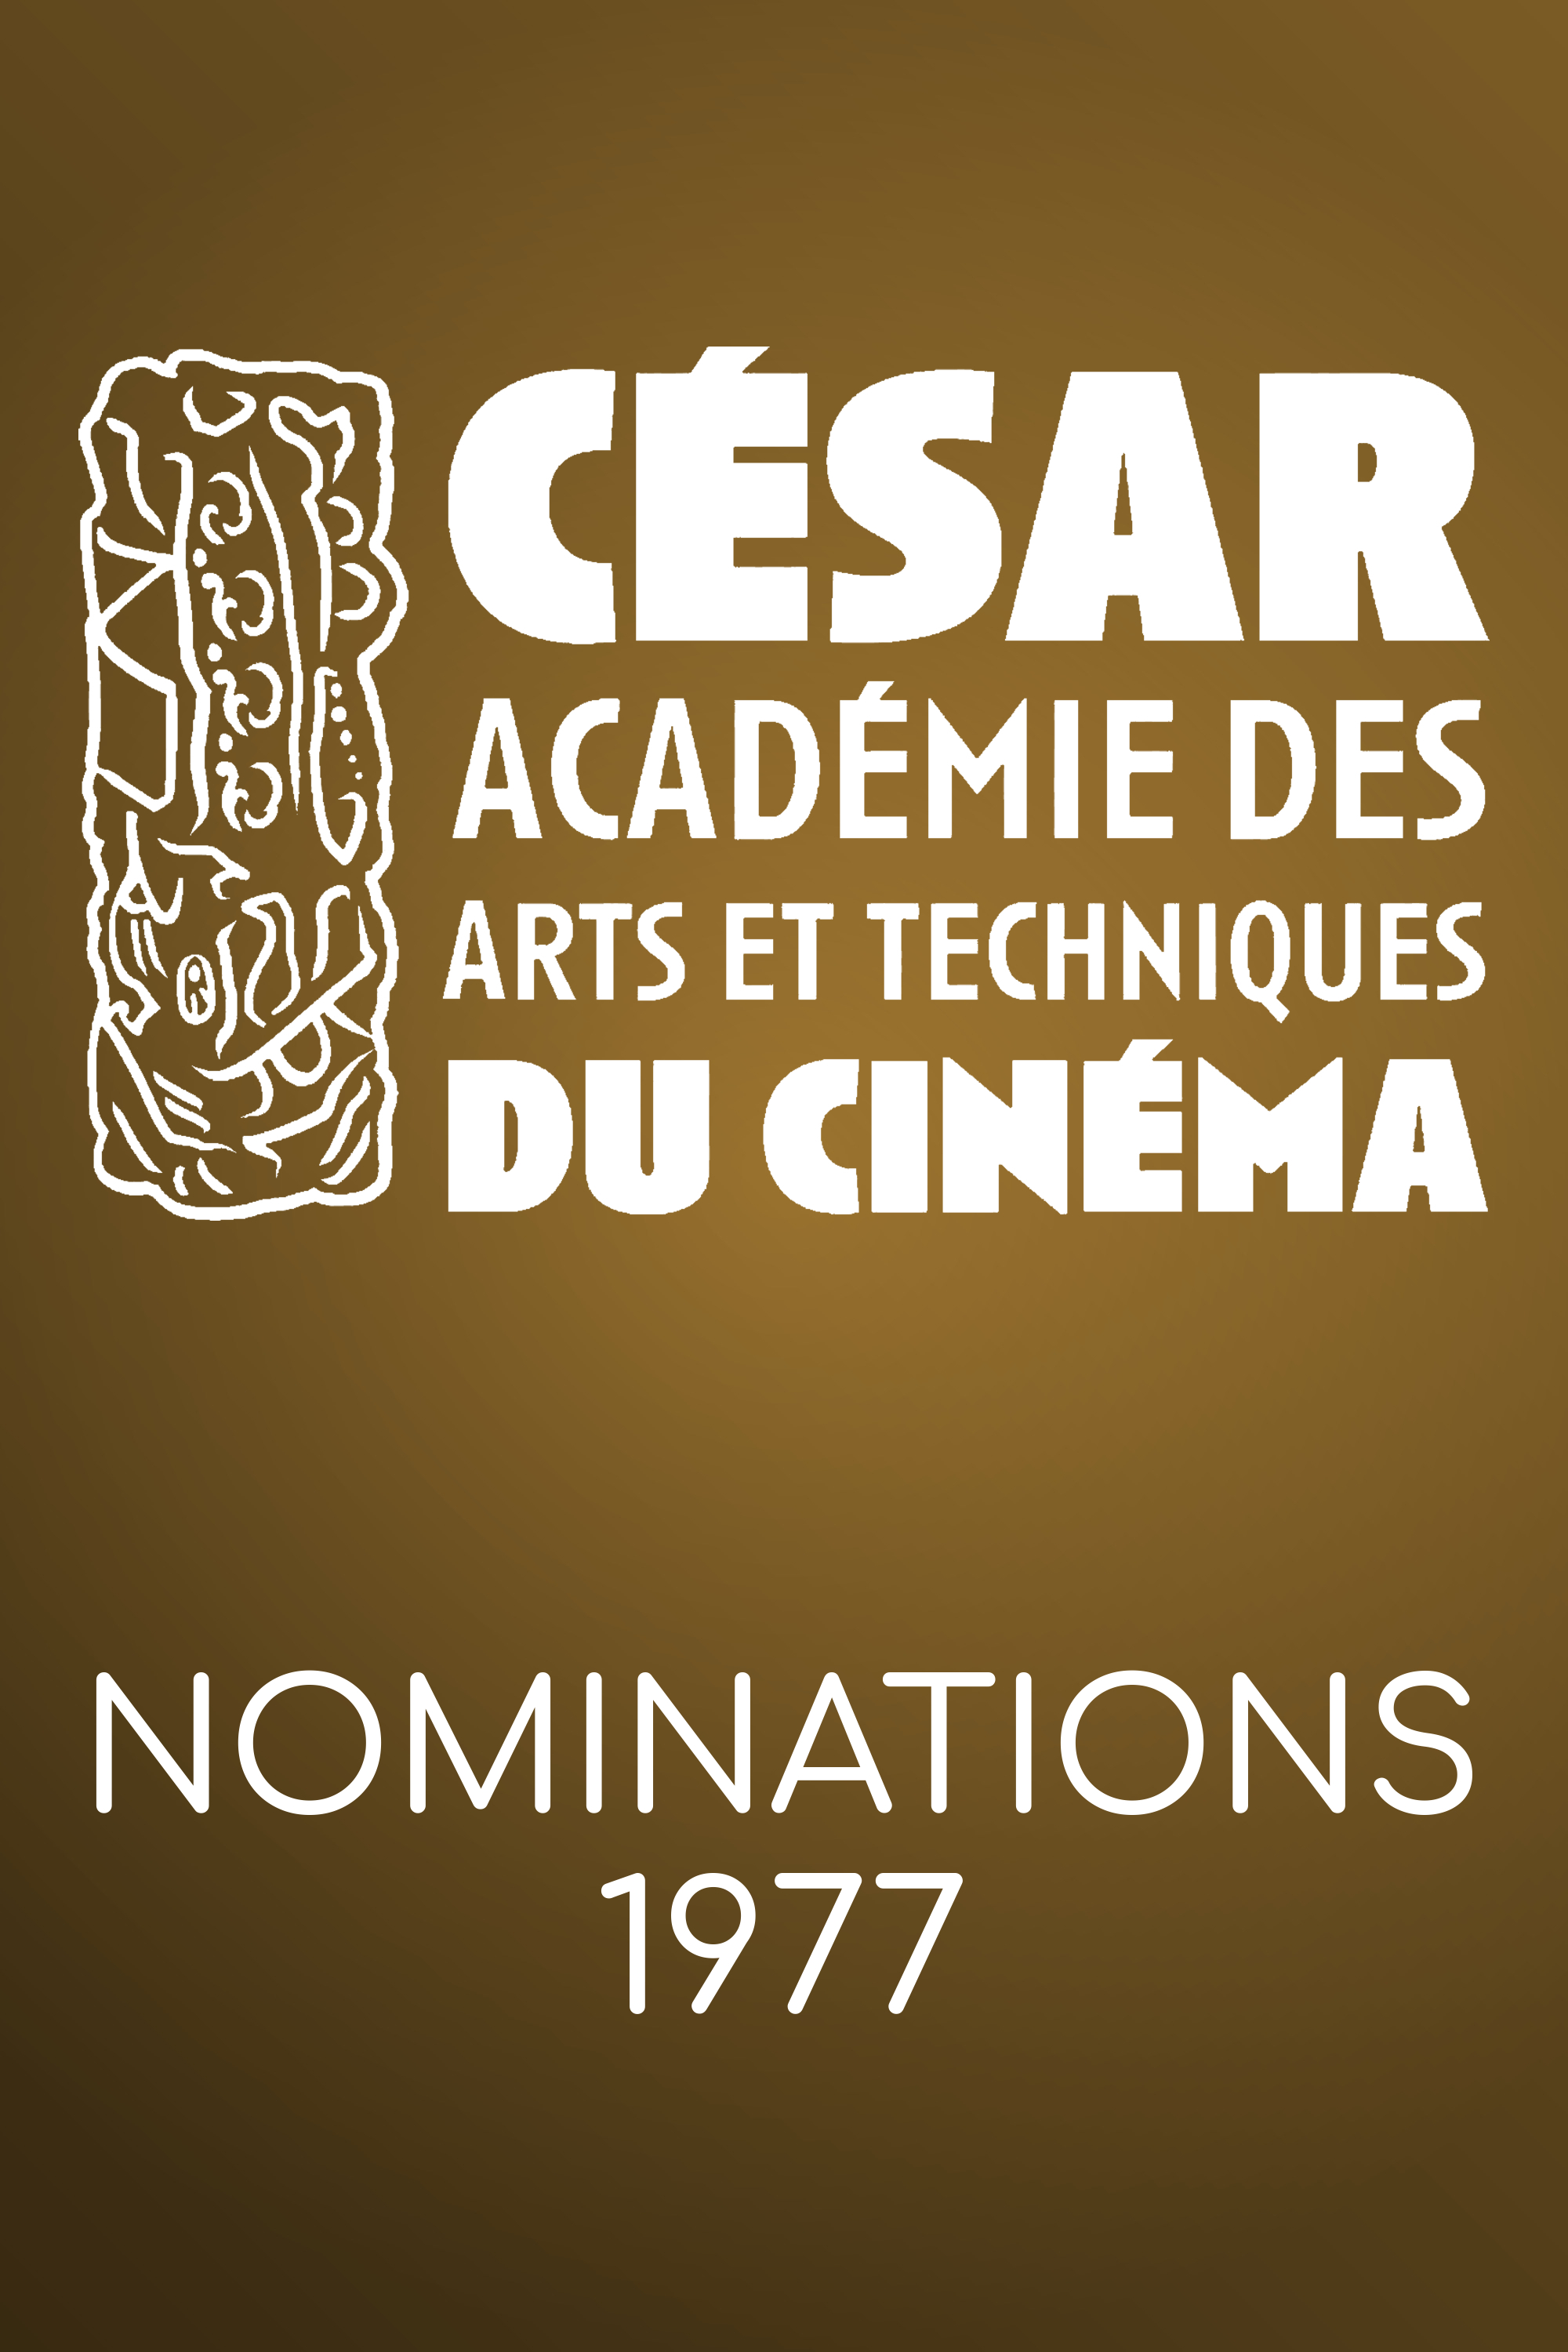 CÉSAR
ACADÉMIE DES
ARTS ET TECHNIQUES
DU CINÉMA
NOMINATIONS
1977